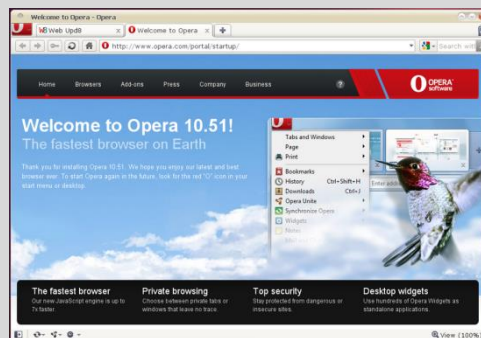 Welcome to Opera - Opera
Web Upd8
Welcome to Opera
http://www.opera.com/portal/startup/
Search with
Home Browsers Add-ons Press Company Business
OPERA software
Welcome to Opera 10.51!
The fastest browser on Earth
Thank you for installing Opera 10.51. We hope you enjoy our latest and best
browser ever. To start Opera again in the future, look for the red "O" icon in your
start menu or desktop.
Tabs and Windows
Page
Print
Bookmarks
History Ctrl+Shift+H
Downloads Ctrl+J
Opera Unite
Synchronize Opera
Widgets
Notes
Enter addr
The fastest browser
Our new JavaScript engine is up to
7x faster.
Private browsing
Choose between private tabs or
windows that leave no trace.
Top security
Stay protected from dangerous or
insecure sites.
Desktop widgets
Use hundreds of Opera Widgets as
standalone applications.
View (100%)